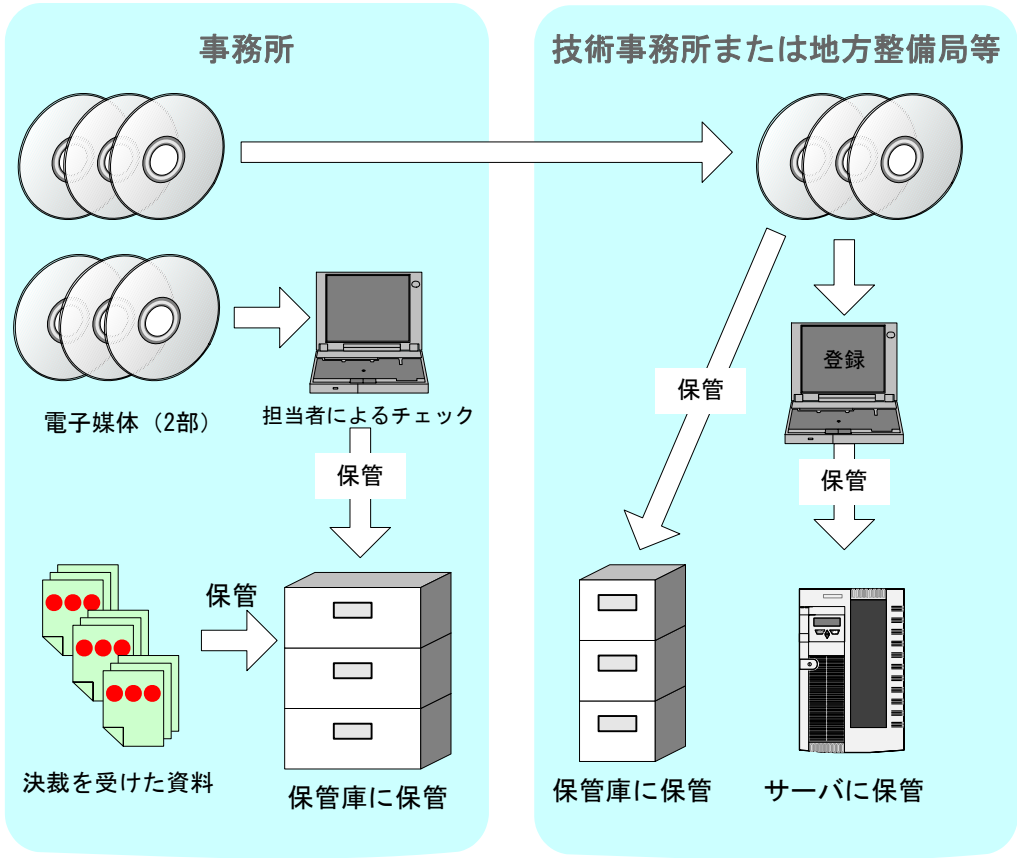 事務所
電子媒体（2部）
担当者によるチェック
保管
保管
決裁を受けた資料
保管庫に保管
技術事務所または地方整備局等
登録
保管
保管
保管庫に保管
サーバに保管